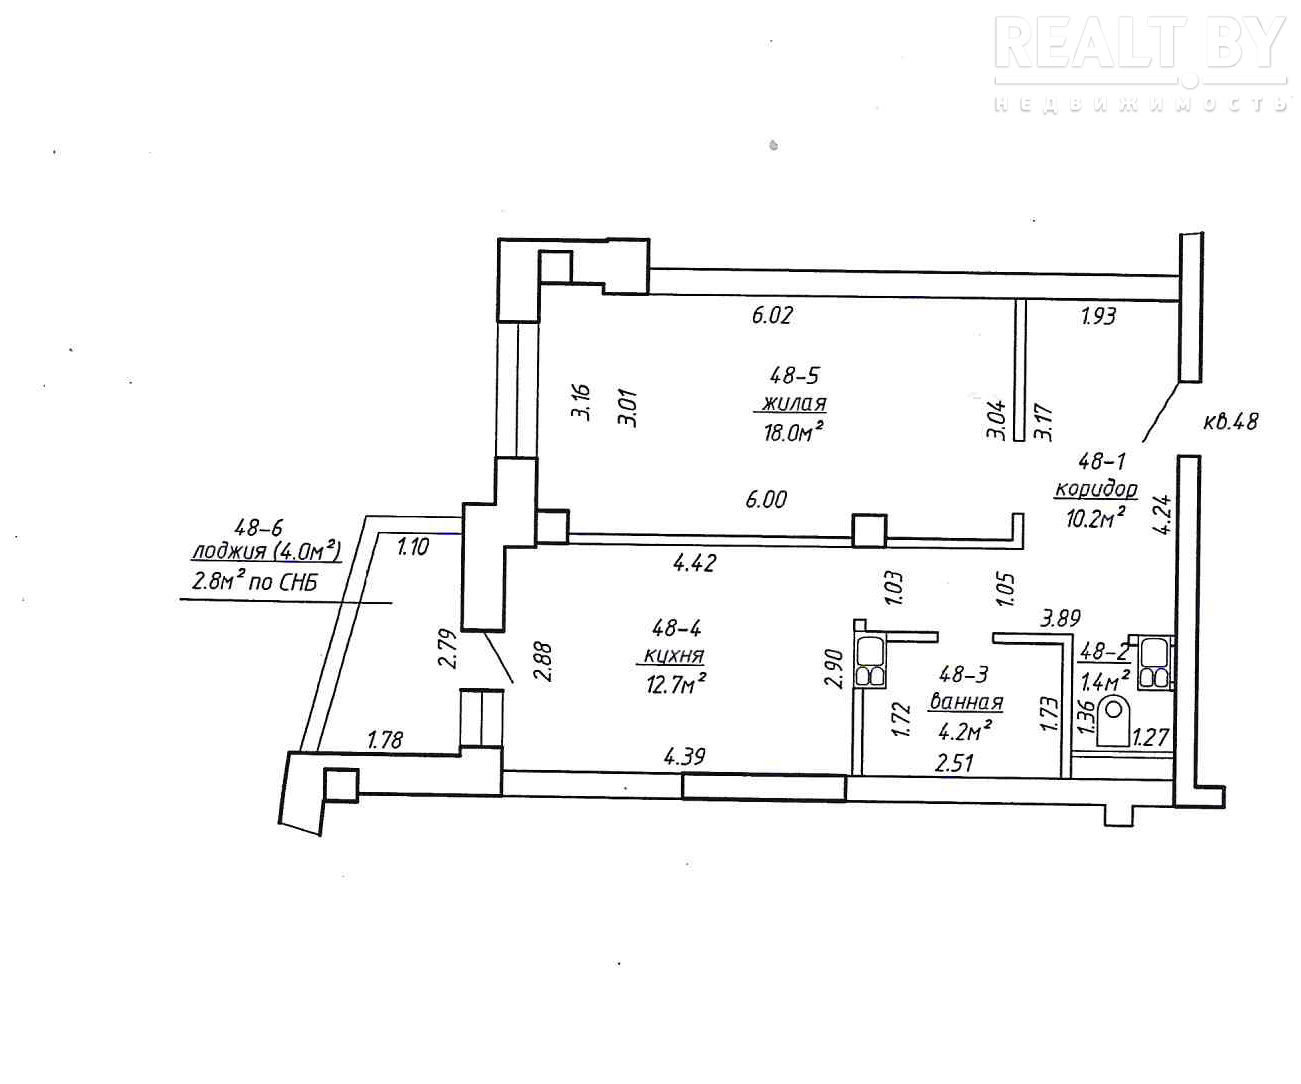 REALT.BY
НЕДВИЖИМОСТЬ
6.02
1.93
48-5
жилая
18.0м²
3.16
3.01
3.04
3.17
кв.48
48-1
коридор
10.2м²
4.24
6.00
48-6
лоджия (4.0м²)
2.8м² по СНБ
1.10
4.42
1.03
1.05
3.89
2.79
2.88
48-4
кухня
12.7м²
2.90
48-3
ванная
4.2м²
1.72
1.73
48-2
1.4м²
1.36
1.27
1.78
4.39
2.51